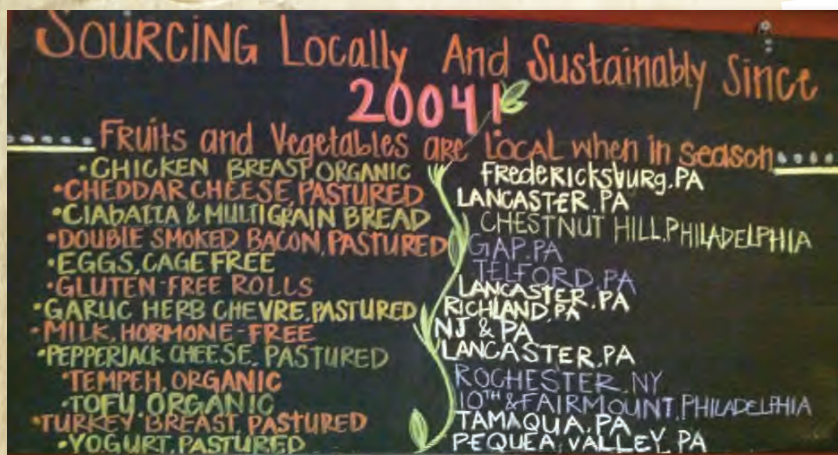 SOURCING Locally And Sustainably Since
2004!
Fruits and Vegetables are Local when in season
•CHICKEN BREAST, ORGANIC Fredericksburg, PA
•CHEDDAR CHEESE, PASTURED LANCASTER, PA
•CIABATTA & MULTIGRAIN BREAD CHESTNUT HILL, PHILADELPHIA
•DOUBLE SMOKED BACON, PASTURED GAP, PA
•EGGS, CAGE FREE TELFORD, PA
•GLUTEN-FREE ROLLS LANCASTER, PA
•GARLIC HERB CHEVRE, PASTURED RICHLAND, PA
•MILK, HORMONE-FREE NJ & PA
•PEPPERJACK CHEESE, PASTURED LANCASTER, PA
•TEMPEH, ORGANIC ROCHESTER, NY
•TOFU, ORGANIC 10TH & FAIRMOUNT, PHILADELPHIA
•TURKEY BREAST, PASTURED TAMAQUA, PA
•YOGURT, PASTURED PEQUEA VALLEY, PA